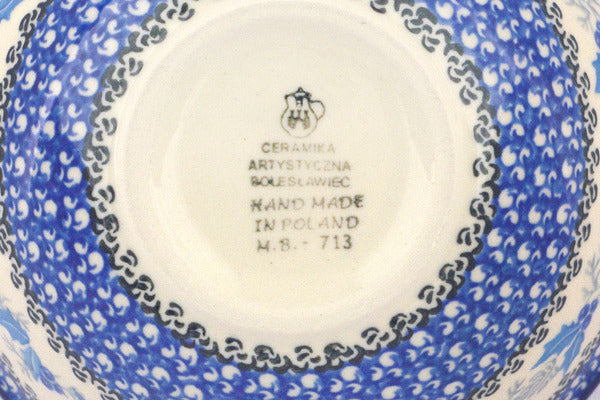 CERAMIKA
ARTYSTYCZNA
BOLESŁAWIEC
HAND MADE
IN POLAND
M.B. - 713